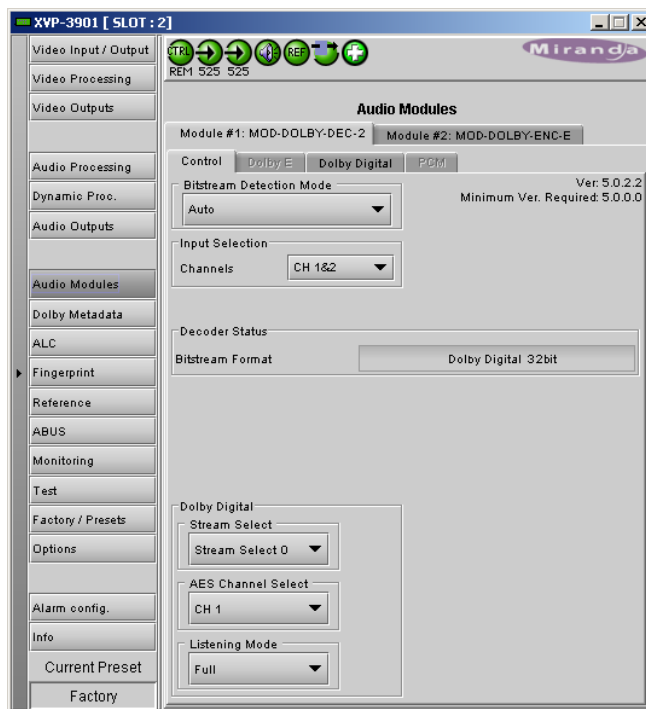 XVP-3901 [ SLOT : 2]
Video Input / Output
Video Processing
Video Outputs
Audio Processing
Dynamic Proc.
Audio Outputs
Audio Modules
Dolby Metadata
ALC
Fingerprint
Reference
ABUS
Monitoring
Test
Factory / Presets
Options
Alarm config.
Info
Current Preset
Factory
CTRL
REF
REM 525 525
Miranda
Audio Modules
Module #1: MOD-DOLBY-DEC-2
Module #2: MOD-DOLBY-ENC-E
Control
Dolby E
Dolby Digital
PCM
Bitstream Detection Mode
Auto
Ver: 5.0.2.2
Minimum Ver. Required: 5.0.0.0
Input Selection
Channels
CH 1&2
Decoder Status
Bitstream Format
Dolby Digital 32bit
Dolby Digital
Stream Select
Stream Select 0
AES Channel Select
CH 1
Listening Mode
Full